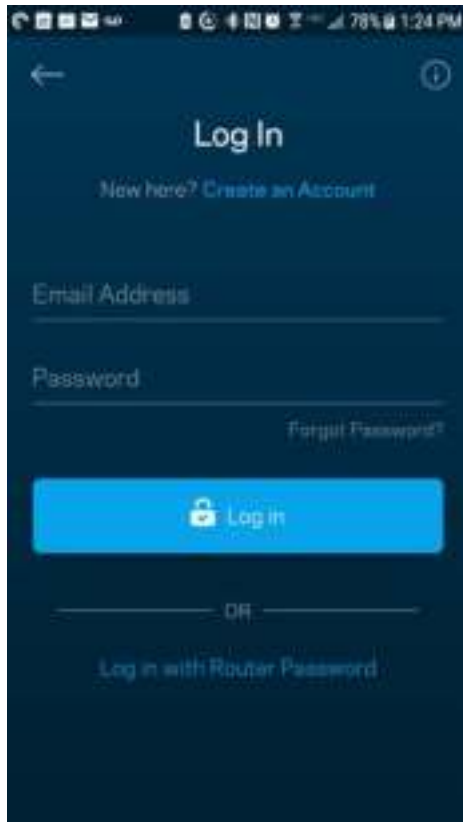 78% 1:24 PM
Log In
New here? Create an Account
Email Address
Password
Forgot Password?
Log in
OR
Log in with Router Password